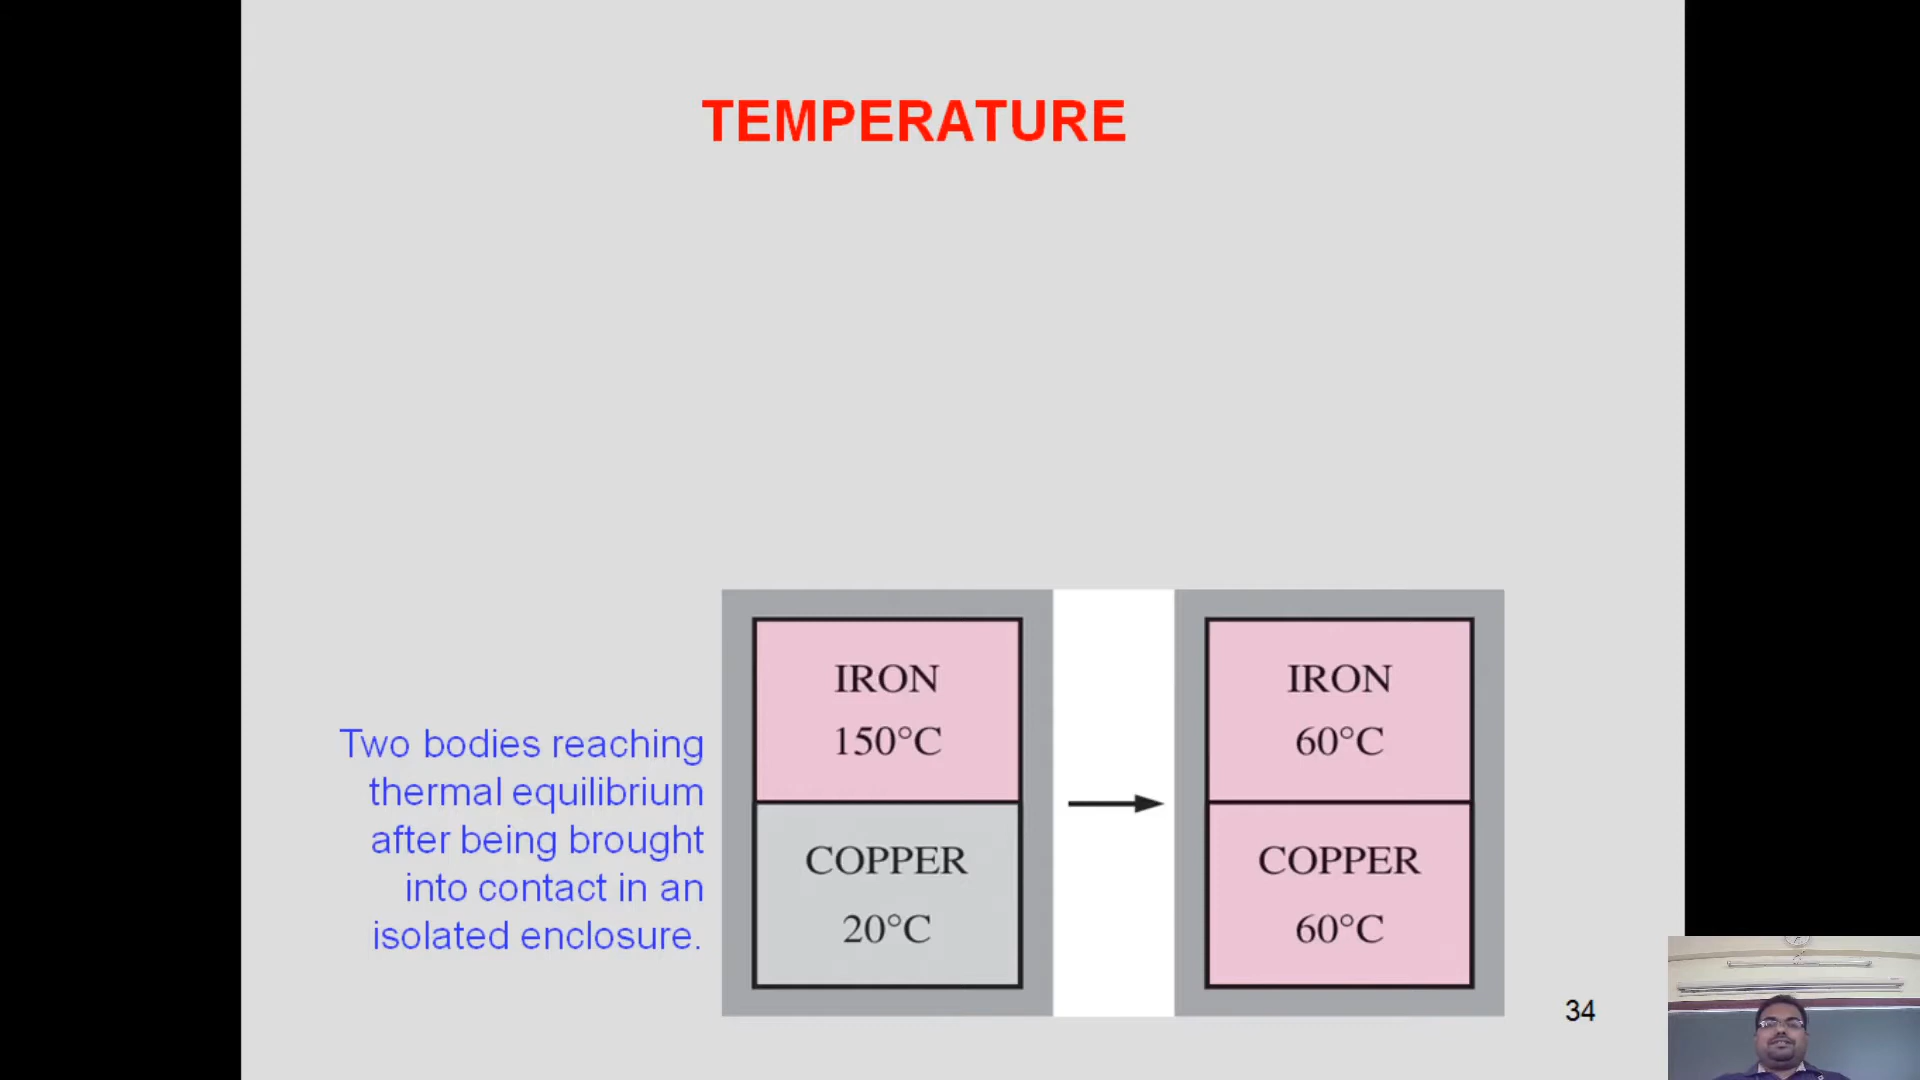 TEMPERATURE
Two bodies reaching
thermal equilibrium
after being brought
into contact in an
isolated enclosure.
IRON
150°C
COPPER
20°C
IRON
60°C
COPPER
60°C
34